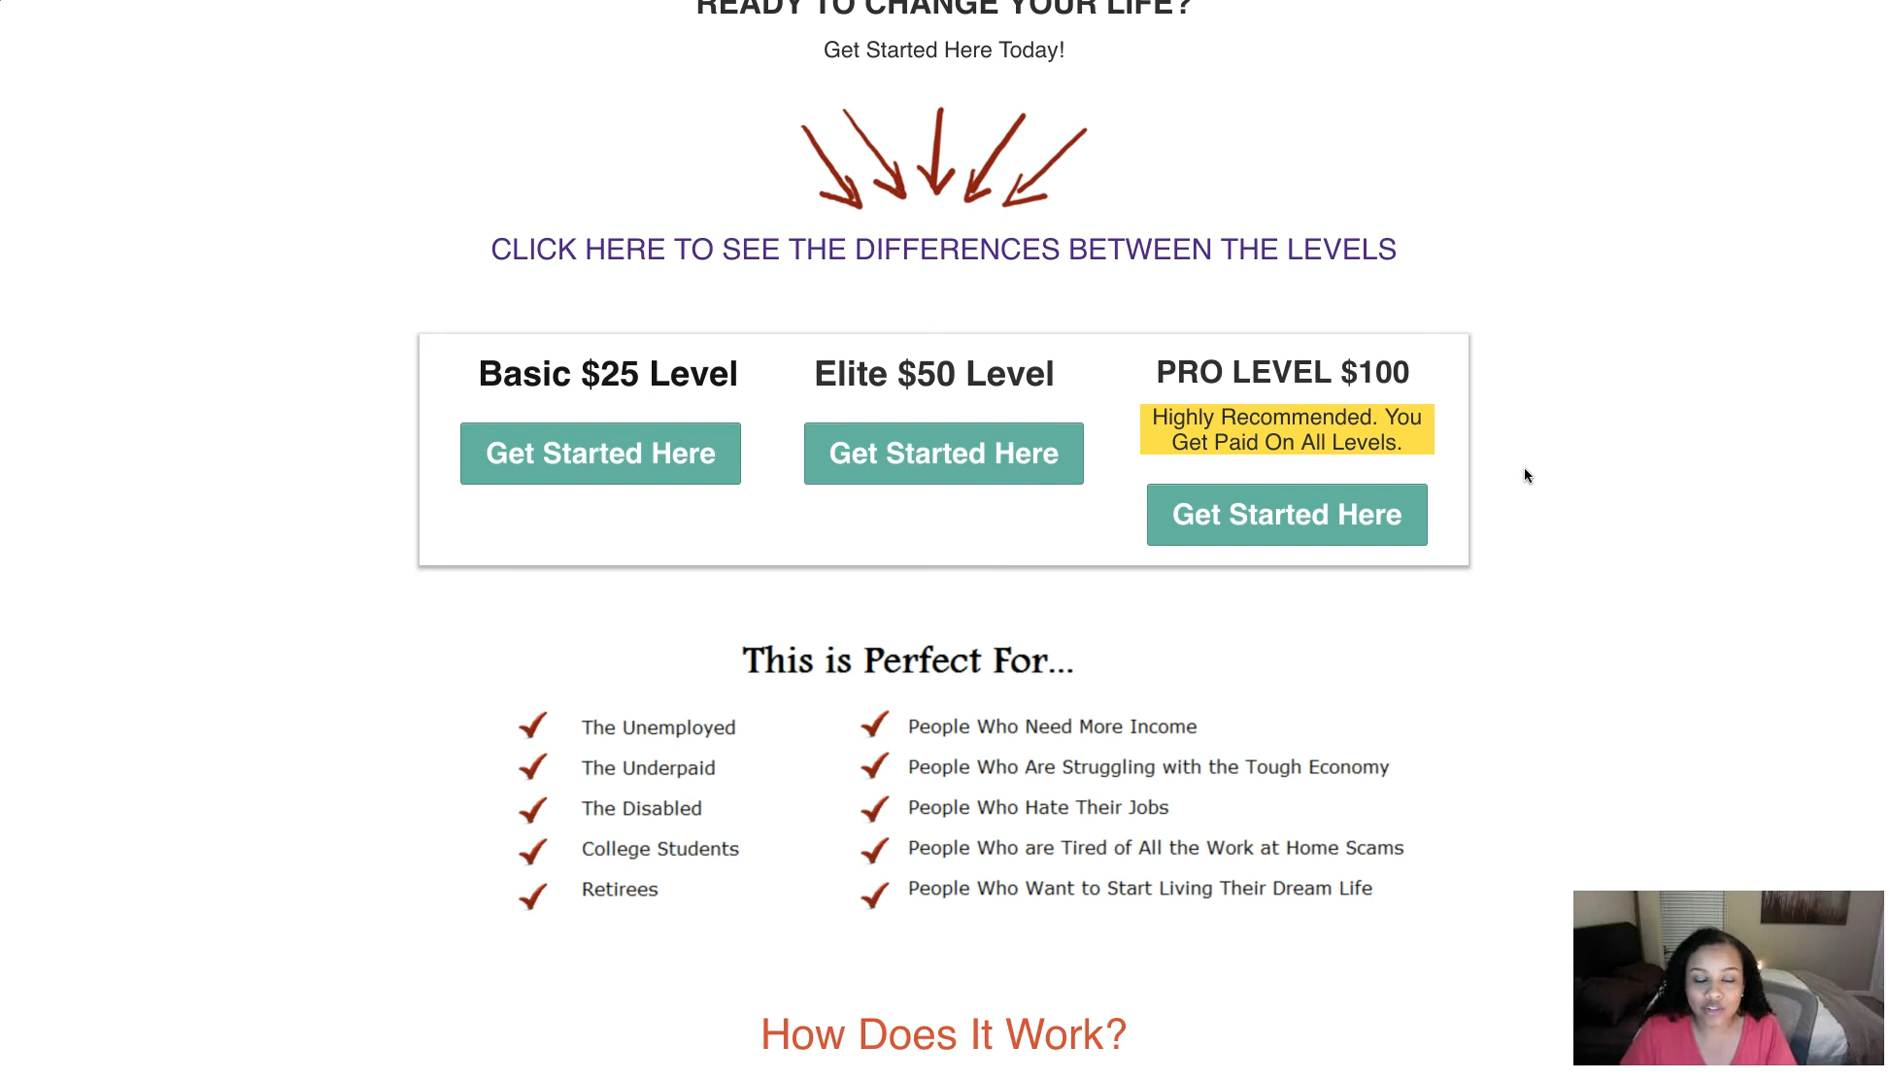 READY TO CHANGE YOUR LIFE?
Get Started Here Today!
CLICK HERE TO SEE THE DIFFERENCES BETWEEN THE LEVELS
Basic $25 Level
Get Started Here
Elite $50 Level
Get Started Here
PRO LEVEL $100
Highly Recommended. You
Get Paid On All Levels.
Get Started Here
This is Perfect For...
The Unemployed
The Underpaid
The Disabled
College Students
Retirees
People Who Need More Income
People Who Are Struggling with the Tough Economy
People Who Hate Their Jobs
People Who are Tired of All the Work at Home Scams
People Who Want to Start Living Their Dream Life
How Does It Work?